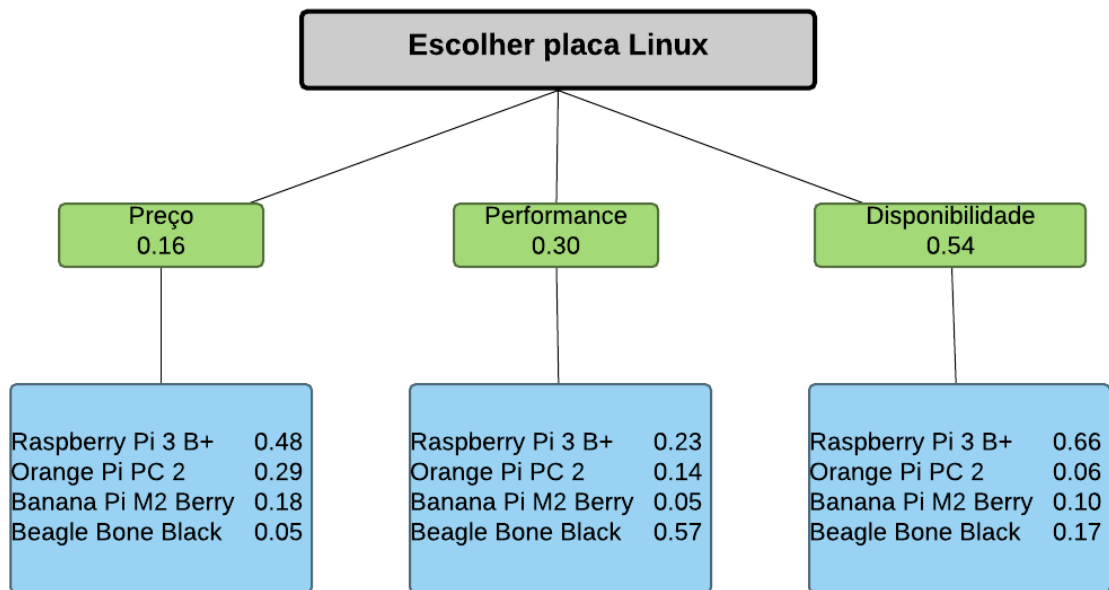 Escolher placa Linux
Preço
0.16
Performance
0.30
Disponibilidade
0.54
Raspberry Pi 3 B+ 0.48
Orange Pi PC 2 0.29
Banana Pi M2 Berry 0.18
Beagle Bone Black 0.05
Raspberry Pi 3 B+ 0.23
Orange Pi PC 2 0.14
Banana Pi M2 Berry 0.05
Beagle Bone Black 0.57
Raspberry Pi 3 B+ 0.66
Orange Pi PC 2 0.06
Banana Pi M2 Berry 0.10
Beagle Bone Black 0.17